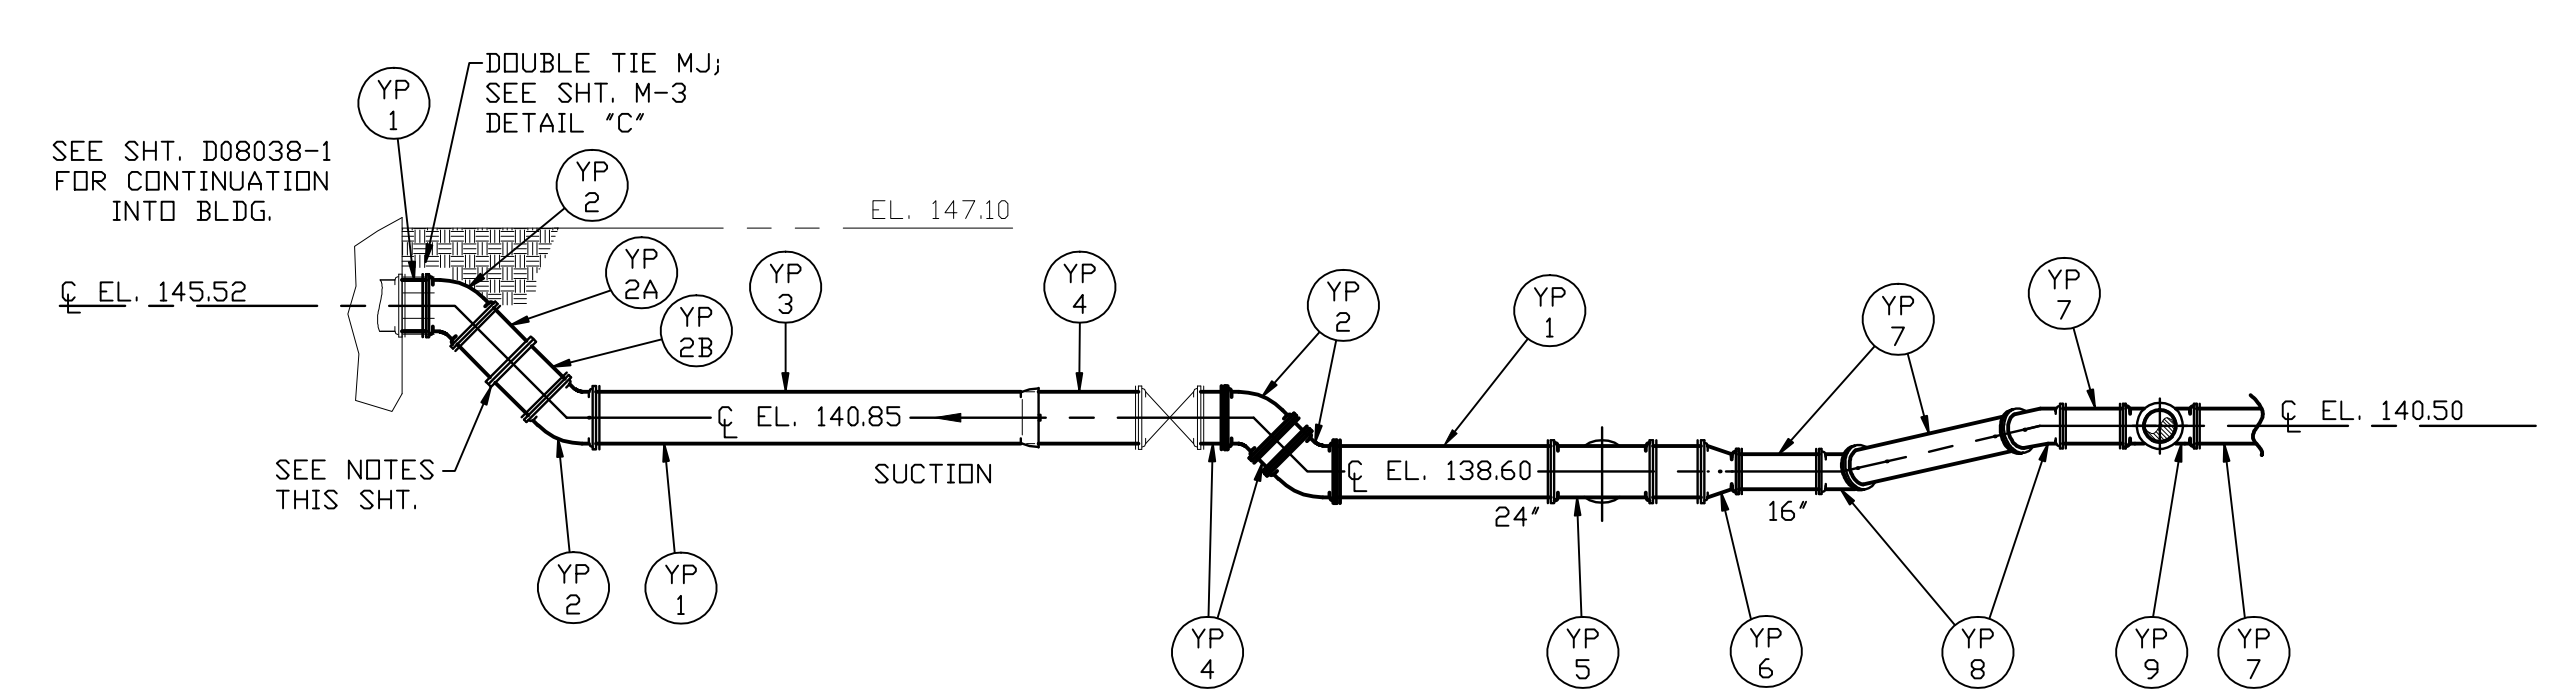 DOUBLE TIE MJ;
SEE SHT. M-3
DETAIL "C"
YP
1
SEE SHT. D08038-1
FOR CONTINUATION
INTO BLDG.
YP
2
EL. 147.10
YP
2A
YP
3
YP
4
YP
2
YP
1
YP
7
YP
7
℄ EL. 145.52
YP
2B
℄ EL. 140.85
℄ EL. 140.50
SEE NOTES
THIS SHT.
SUCTION
℄ EL. 138.60
24"
16"
YP
2
YP
1
YP
4
YP
5
YP
6
YP
8
YP
9
YP
7